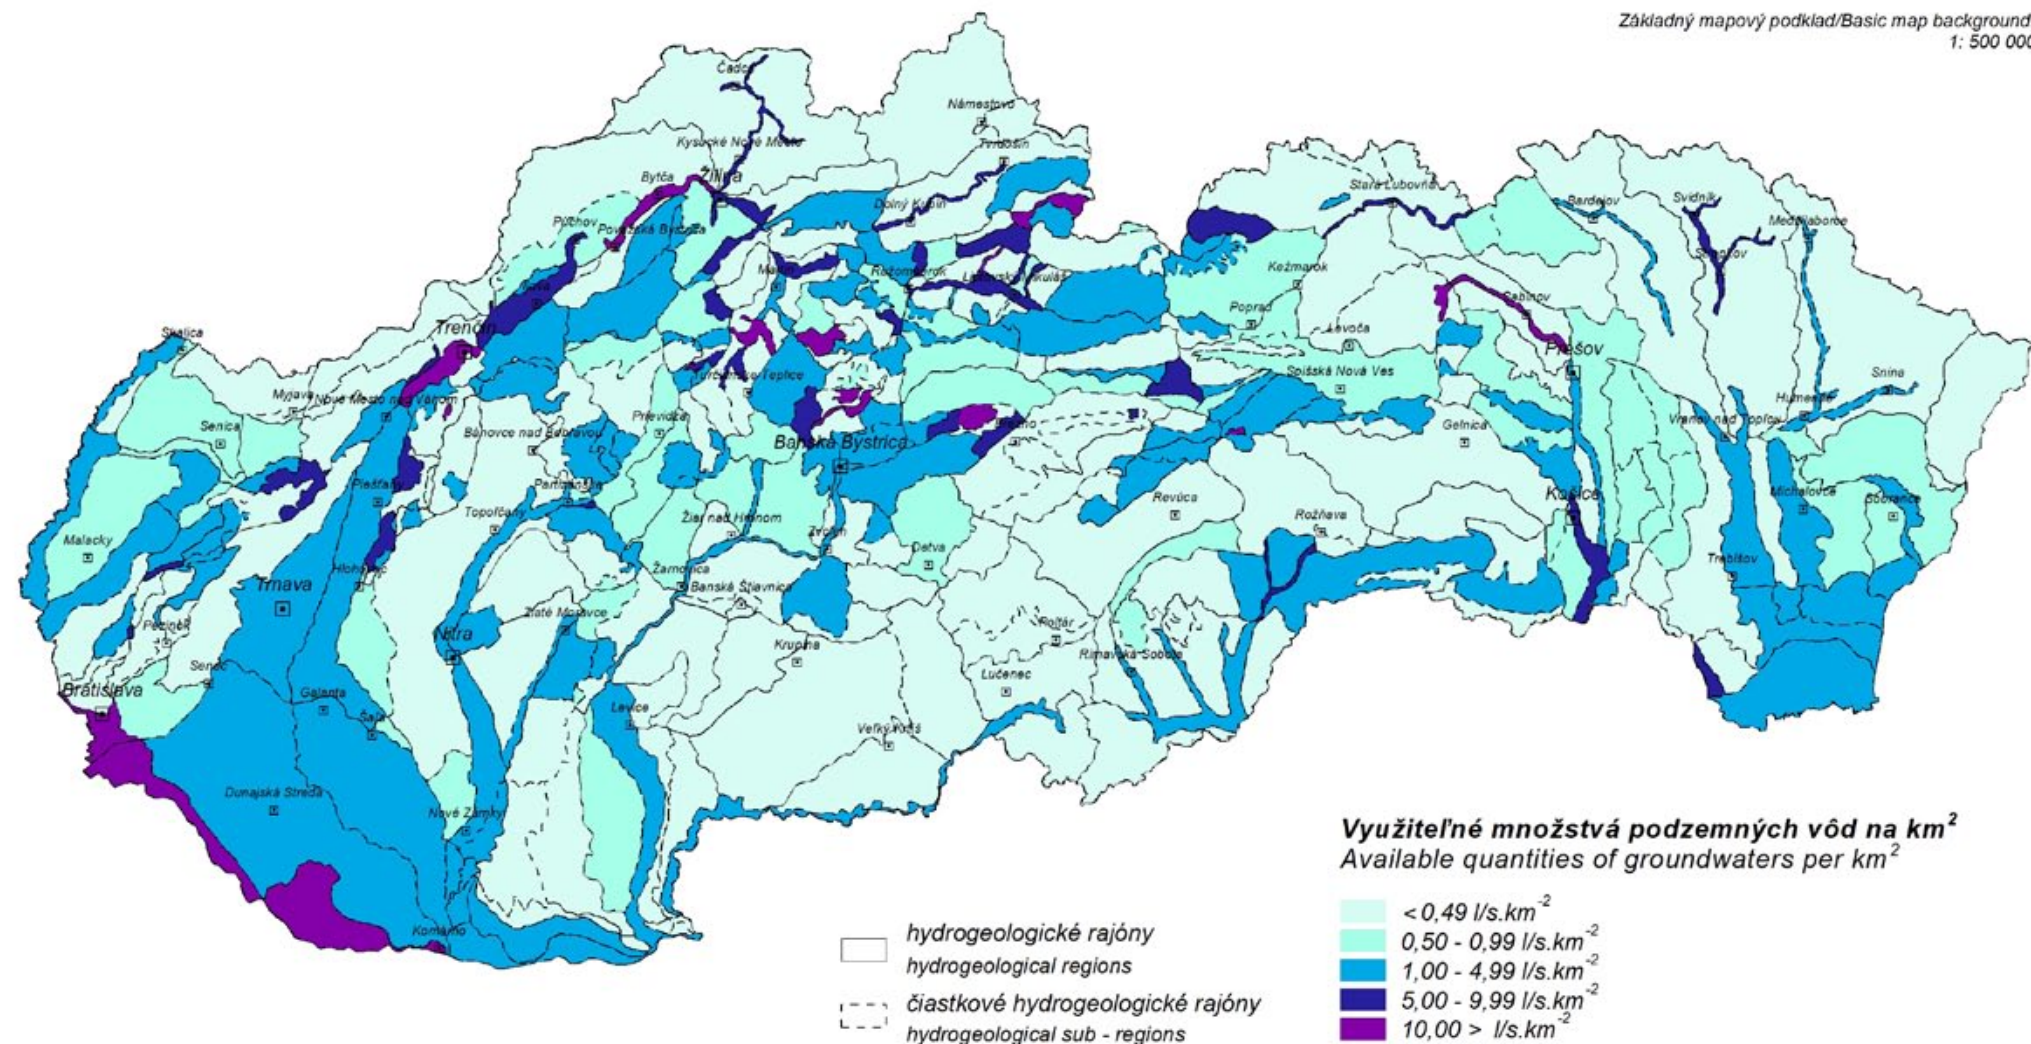 Základný mapový podklad/Basic map background
1: 500 000
Čadca
Námestovo
Kysucké Nové Mesto
Tvrdošín
Bytča
Žilina
Stará Ľubovňa
Dolný Kubín
Bardejov
Svidník
Medzilaborce
Púchov
Považská Bystrica
Stropkov
Martin
Ružomberok
Liptovský Mikuláš
Kežmarok
Ilava
Poprad
Sabinov
Trenčín
Skalica
Levoča
Prešov
Turčianske Teplice
Spišská Nová Ves
Snina
Myjava
Nové Mesto nad Váhom
Humenné
Senica
Prievidza
Bánovce nad Bebravou
Brezno
Gelnica
Vranov nad Topľou
Banská Bystrica
Piešťany
Partizánske
Revúca
Košice
Michalovce
Sobrance
Topoľčany
Žiar nad Hronom
Rožňava
Malacky
Zvolen
Detva
Hlohovec
Žarnovica
Banská Štiavnica
Trebišov
Trnava
Zlaté Moravce
Pezinok
Nitra
Krupina
Poltár
Rimavská Sobota
Senec
Lučenec
Bratislava
Galanta
Šaľa
Levice
Veľký Krtíš
Dunajská Streda
Nové Zámky
Komárno
Využiteľné množstvá podzemných vôd na km²
Available quantities of groundwaters per km²
< 0,49 l/s.km⁻²
0,50 - 0,99 l/s.km⁻²
1,00 - 4,99 l/s.km⁻²
5,00 - 9,99 l/s.km⁻²
10,00 > l/s.km⁻²
hydrogeologické rajóny
hydrogeological regions
čiastkové hydrogeologické rajóny
hydrogeological sub - regions